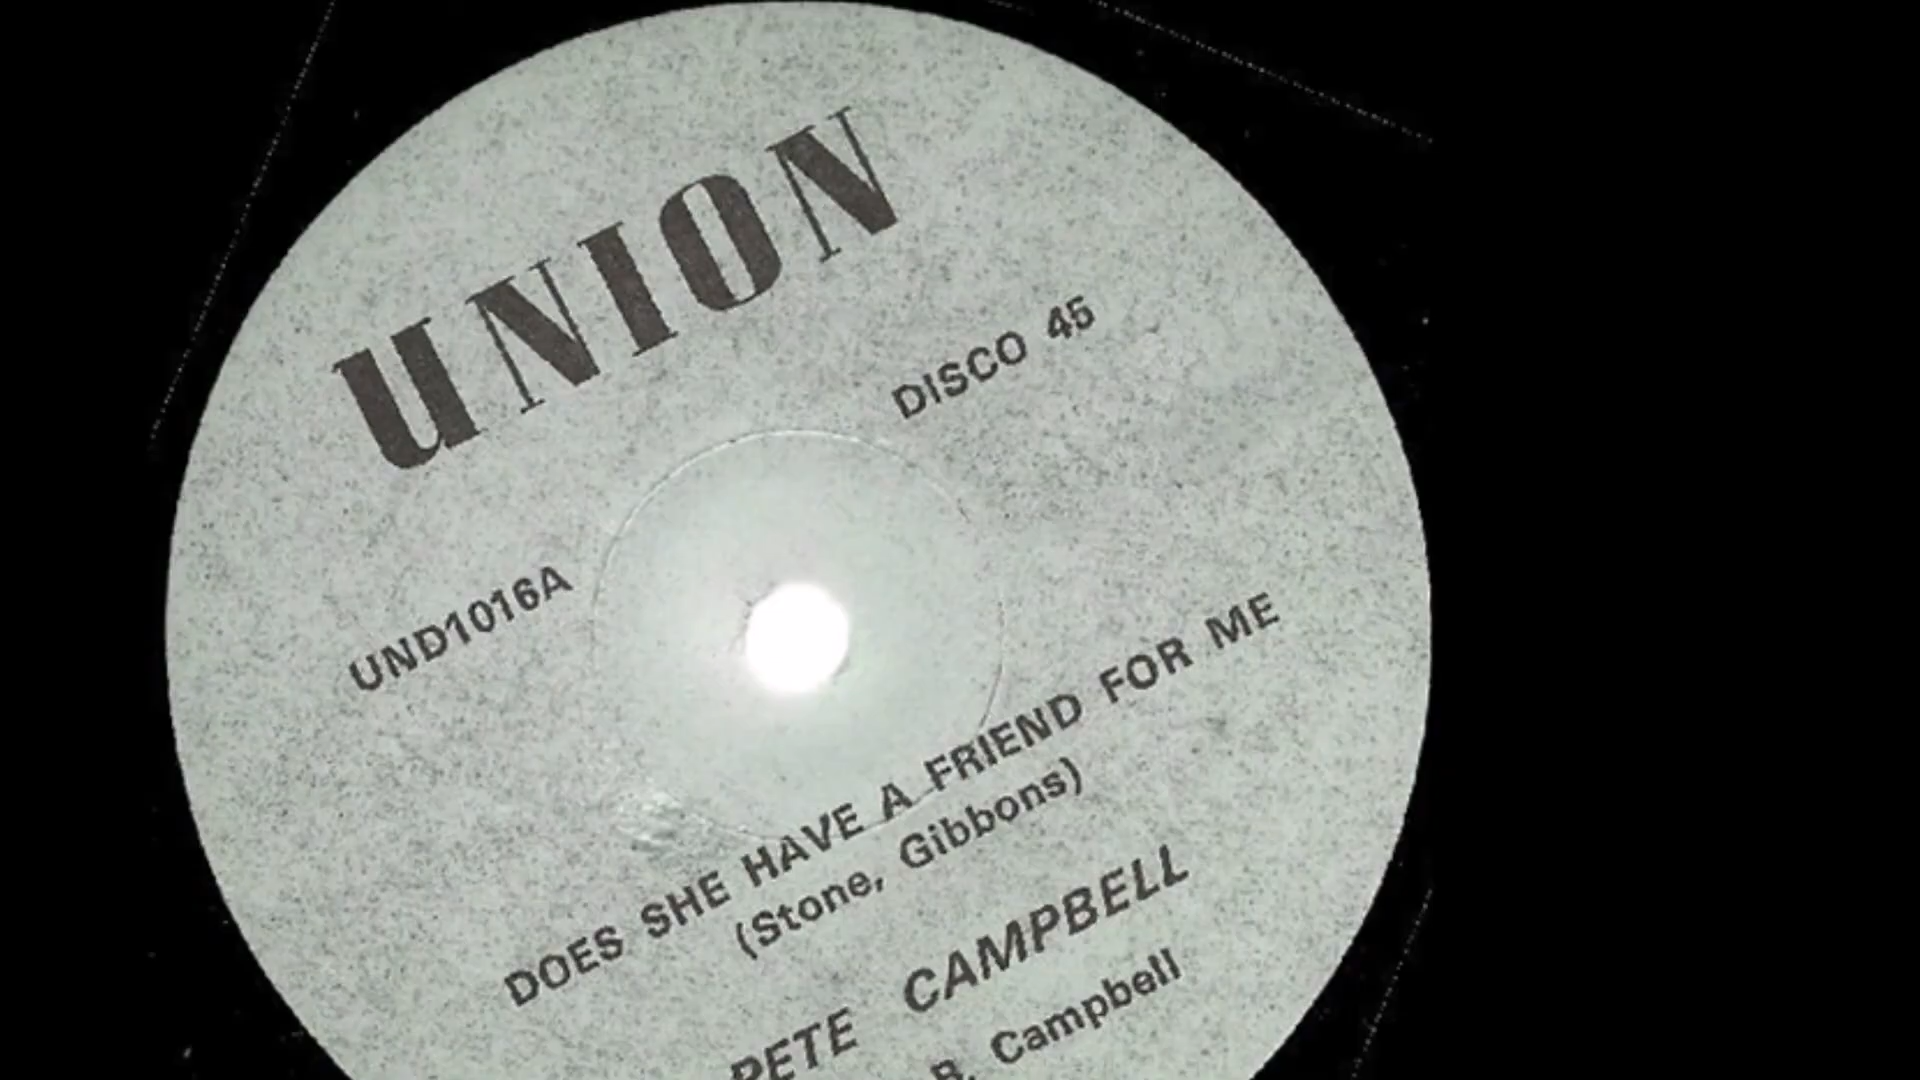 UNION
DISCO 45
UND1016A
DOES SHE HAVE A FRIEND FOR ME
(Stone, Gibbons)
PETE CAMPBELL
B. Campbell